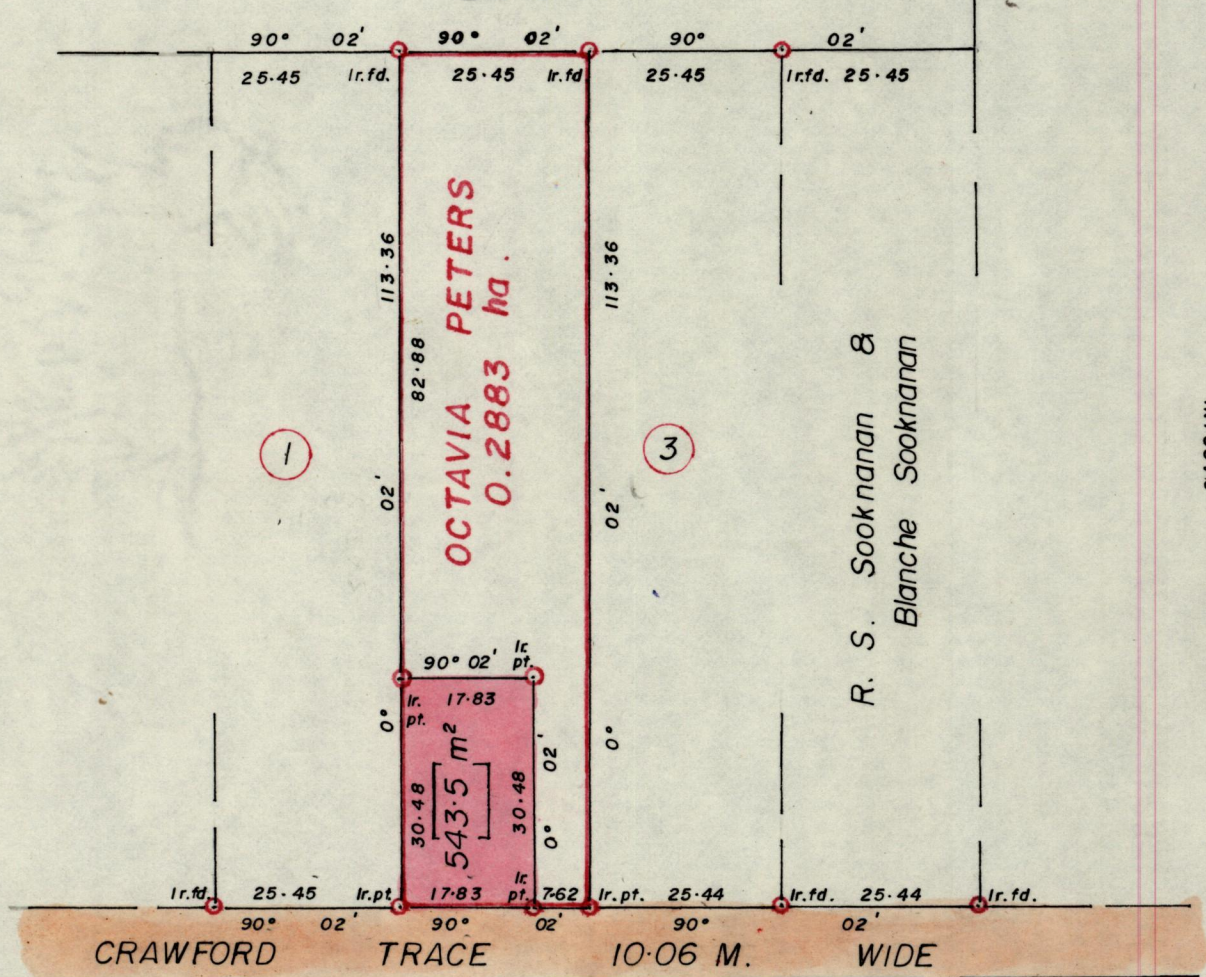 90° 02' 90° 02' 90° 02'
25·45 Ir.fd. 25·45 Ir.fd 25·45 Ir.fd. 25·45
113·36
82·88
02'
0°
OCTAVIA PETERS
0.2883 ha.
113·36
02'
0°
1
3
R. S. Sooknanan &
Blanche Sooknanan
90° 02' Ir.
pt.
Ir. 17·83
pt.
30·48
[543·5] m²
30·48
02'
0°
Ir.fd. 25·45 Ir.pt 17·83 Ir.
pt. 7·62 Ir.pt. 25·44 Ir.fd. 25·44 Ir.fd.
90° 02' 90° 02' 90° 02'
CRAWFORD TRACE 10·06 M. WIDE